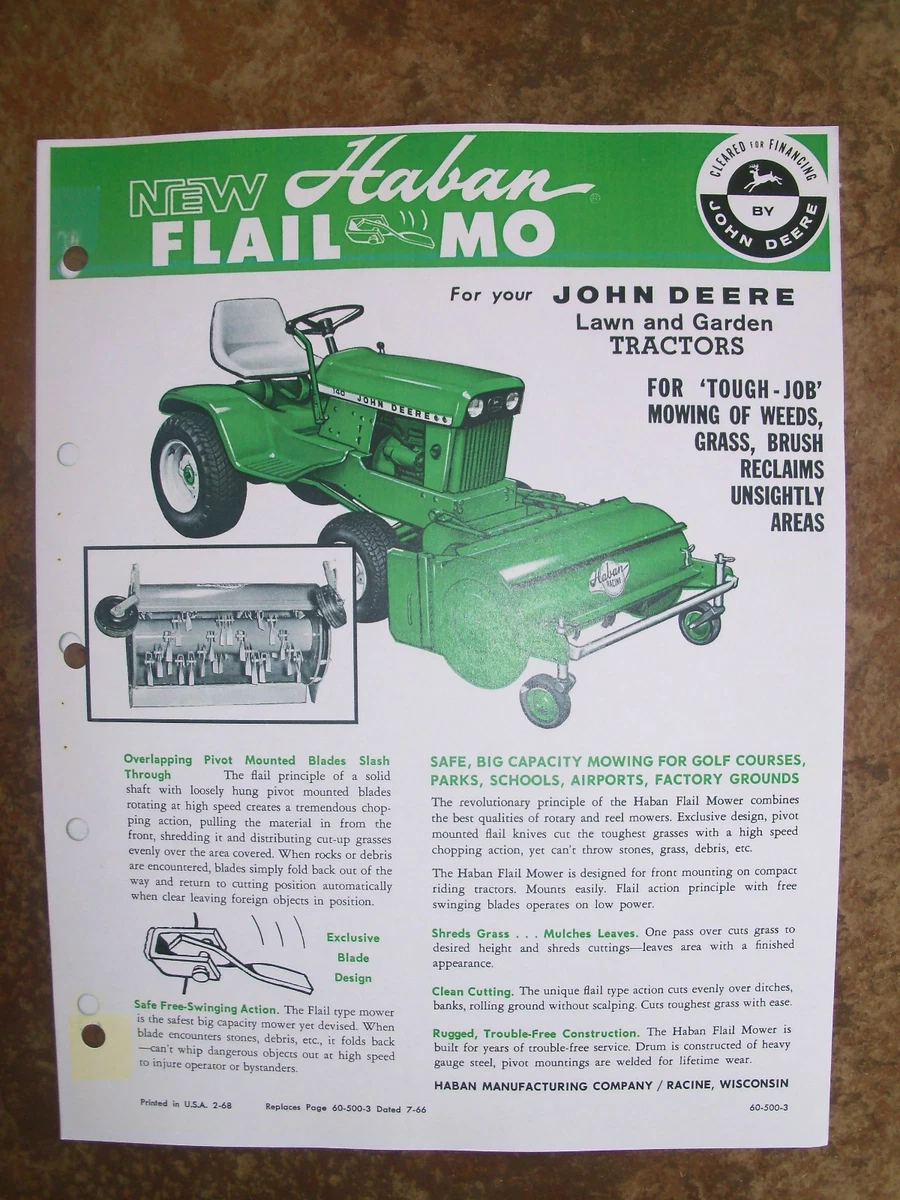 NEW Haban ®
FLAIL MO
CLEARED FOR FINANCING
BY
JOHN DEERE
For your JOHN DEERE
Lawn and Garden
TRACTORS
FOR 'TOUGH-JOB'
MOWING OF WEEDS,
GRASS, BRUSH
RECLAIMS
UNSIGHTLY
AREAS
140 JOHN DEERE
Haban
RACINE
Overlapping Pivot Mounted Blades Slash
Through The flail principle of a solid
shaft with loosely hung pivot mounted blades
rotating at high speed creates a tremendous chop-
ping action, pulling the material in from the
front, shredding it and distributing cut-up grasses
evenly over the area covered. When rocks or debris
are encountered, blades simply fold back out of the
way and return to cutting position automatically
when clear leaving foreign objects in position.
Exclusive
Blade
Design
Safe Free-Swinging Action. The Flail type mower
is the safest big capacity mower yet devised. When
blade encounters stones, debris, etc., it folds back
—can't whip dangerous objects out at high speed
to injure operator or bystanders.
SAFE, BIG CAPACITY MOWING FOR GOLF COURSES,
PARKS, SCHOOLS, AIRPORTS, FACTORY GROUNDS
The revolutionary principle of the Haban Flail Mower combines
the best qualities of rotary and reel mowers. Exclusive design, pivot
mounted flail knives cut the toughest grasses with a high speed
chopping action, yet can't throw stones, grass, debris, etc.
The Haban Flail Mower is designed for front mounting on compact
riding tractors. Mounts easily. Flail action principle with free
swinging blades operates on low power.
Shreds Grass . . . Mulches Leaves. One pass over cuts grass to
desired height and shreds cuttings—leaves area with a finished
appearance.
Clean Cutting. The unique flail type action cuts evenly over ditches,
banks, rolling ground without scalping. Cuts toughest grass with ease.
Rugged, Trouble-Free Construction. The Haban Flail Mower is
built for years of trouble-free service. Drum is constructed of heavy
gauge steel, pivot mountings are welded for lifetime wear.
HABAN MANUFACTURING COMPANY / RACINE, WISCONSIN
Printed in U.S.A. 2-68 Replaces Page 60-500-3 Dated 7-66 60-500-3